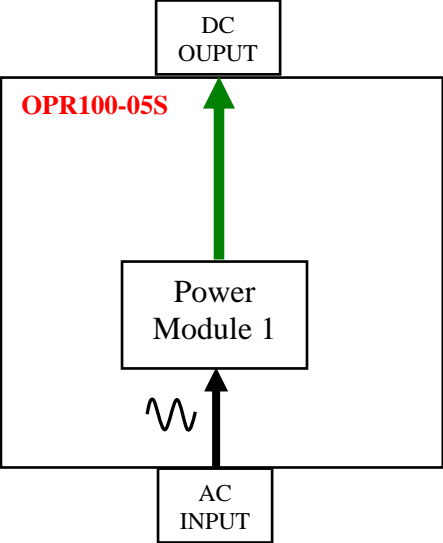 DC
OUPUT
OPR100-05S
Power
Module 1
AC
INPUT